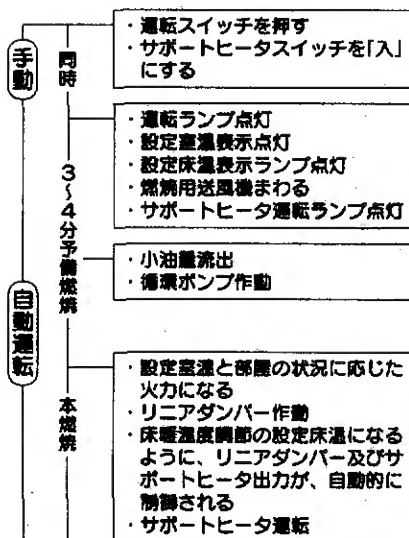 手動
同時
・運転スイッチを押す
・サポートヒータスイッチを「入」
にする
・運転ランプ点灯
・設定室温表示点灯
・設定床温表示ランプ点灯
・燃焼用送風機まわる
・サポートヒータ運転ランプ点灯
3〜4分予備燃焼
・小油量流出
・循環ポンプ作動
自動運転
本燃焼
・設定室温と部屋の状況に応じた
火力になる
・リニアダンパー作動
・床暖温度調節の設定床温になる
ように、リニアダンパー及びサ
ポートヒータ出力が、自動的に
制御される
・サポートヒータ運転